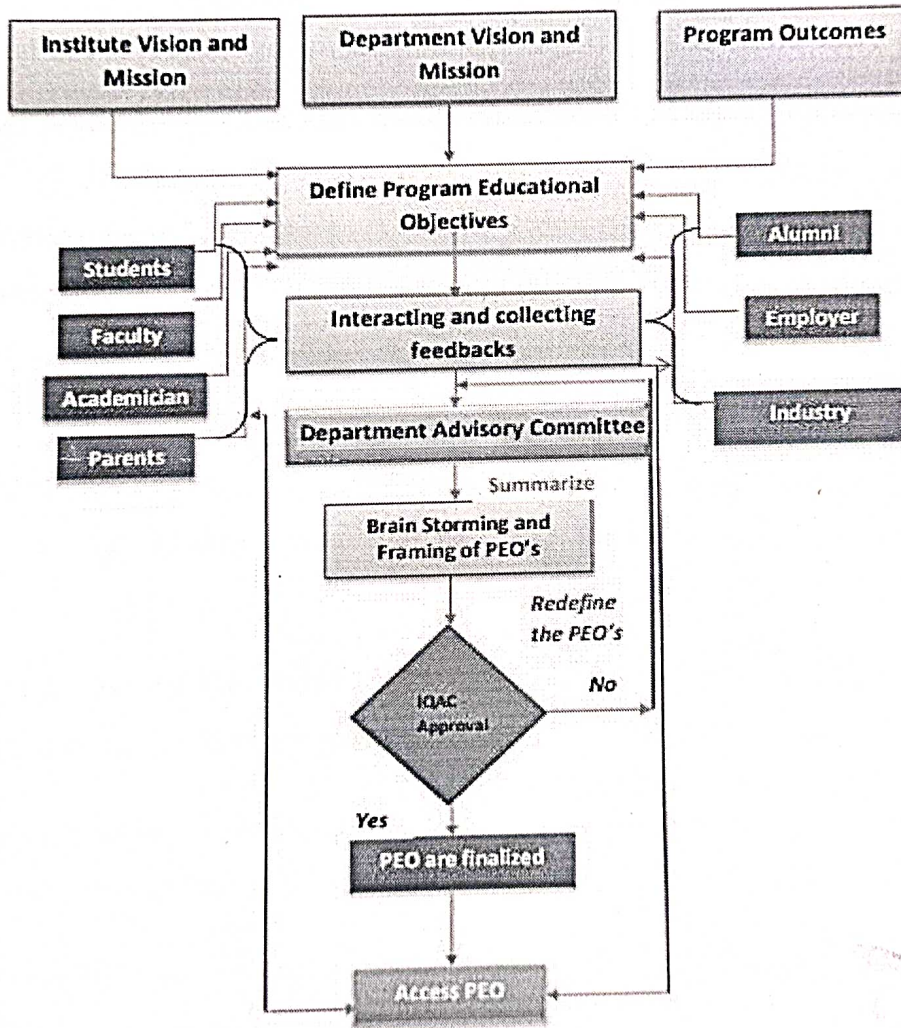 Institute Vision and
Mission
Department Vision and
Mission
Program Outcomes
Define Program Educational
Objectives
Students
Faculty
Academician
Parents
Alumni
Employer
Industry
Interacting and collecting
feedbacks
Department Advisory Committee
Summarize
Brain Storming and
Framing of PEO's
Redefine
the PEO's
No
IQAC
Approval
Yes
PEO are finalized
Access PEO